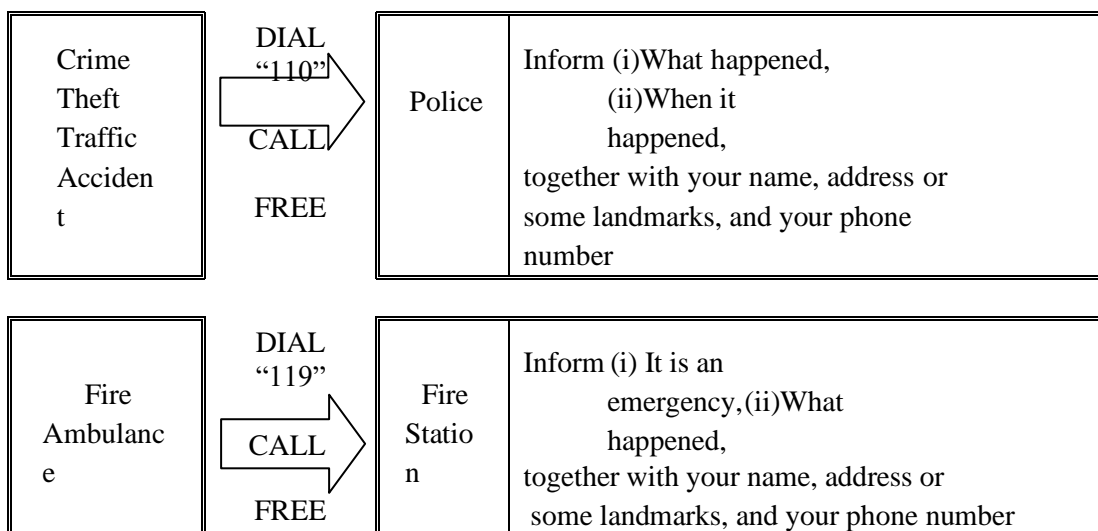 Crime
Theft
Traffic
Acciden
t
DIAL
“110”
CALL
FREE
Police
Inform (i)What happened,
(ii)When it
happened,
together with your name, address or
some landmarks, and your phone
number
Fire
Ambulanc
e
DIAL
“119”
CALL
FREE
Fire
Statio
n
Inform (i) It is an
emergency,(ii)What
happened,
together with your name, address or
some landmarks, and your phone number